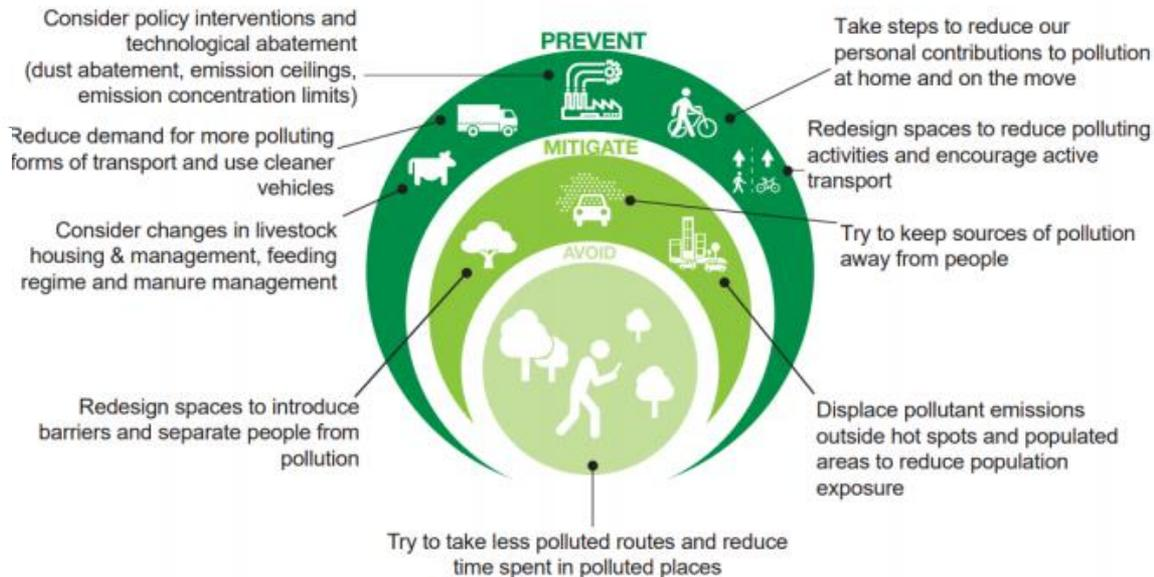 Consider policy interventions and
technological abatement
(dust abatement, emission ceilings,
emission concentration limits)
Reduce demand for more polluting
forms of transport and use cleaner
vehicles
Consider changes in livestock
housing & management, feeding
regime and manure management
Redesign spaces to introduce
barriers and separate people from
pollution
PREVENT
MITIGATE
AVOID
Take steps to reduce our
personal contributions to pollution
at home and on the move
Redesign spaces to reduce polluting
activities and encourage active
transport
Try to keep sources of pollution
away from people
Displace pollutant emissions
outside hot spots and populated
areas to reduce population
exposure
Try to take less polluted routes and reduce
time spent in polluted places